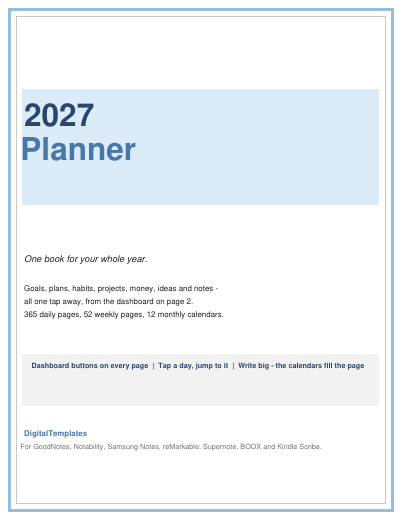 2027
Planner
One book for your whole year.
Goals, plans, habits, projects, money, ideas and notes -
all one tap away, from the dashboard on page 2.
365 daily pages, 52 weekly pages, 12 monthly calendars.
Dashboard buttons on every page | Tap a day, jump to it | Write big - the calendars fill the page
DigitalTemplates
For GoodNotes, Notability, Samsung Notes, reMarkable, Supernote, BOOX and Kindle Scribe.